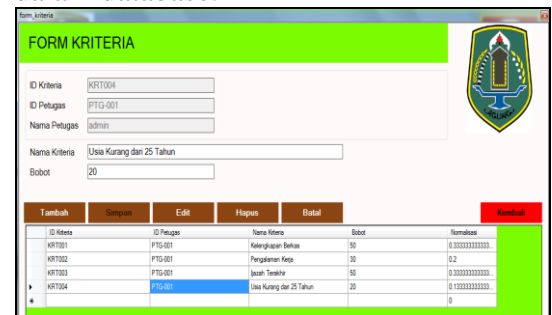 form_kriteria
FORM KRITERIA
ID Kriteria KRT004
ID Petugas PTG-001
Nama Petugas admin
Nama Kriteria Usia Kurang dari 25 Tahun
Bobot 20
Tambah Simpan Edit Hapus Batal Kembali
ID Kriteria ID Petugas Nama Kriteria Bobot Normalisasi
KRT001 PTG-001 Kelengkapan Berkas 50 0.333333333333...
KRT002 PTG-001 Pengalaman Kerja 30 0.2
KRT003 PTG-001 Ijazah Terakhir 50 0.333333333333...
KRT004 PTG-001 Usia Kurang dari 25 Tahun 20 0.133333333333...
0